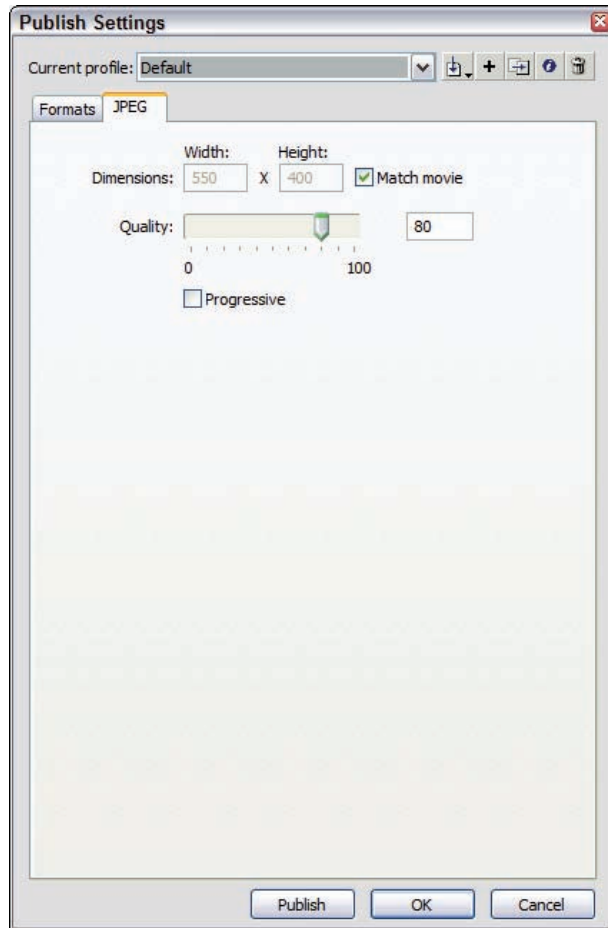 Publish Settings
Current profile: Default
Formats JPEG
Width: Height:
Dimensions: 550 X 400 Match movie
Quality: 80
0 100
Progressive
Publish OK Cancel